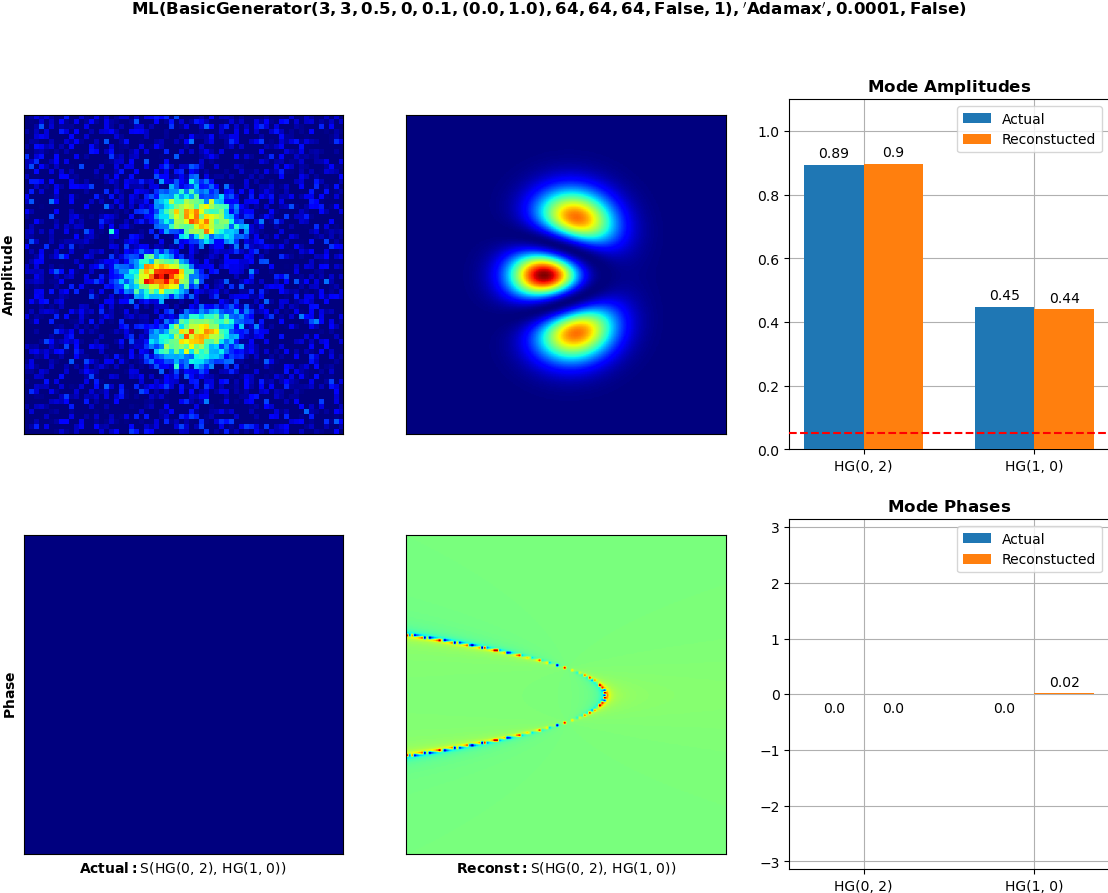 ML(BasicGenerator(3, 3, 0.5, 0, 0.1, (0.0, 1.0), 64, 64, 64, False, 1), ′Adamax′, 0.0001, False)
Amplitude
Mode Amplitudes
Actual
Reconstucted
1.0
0.8
0.6
0.4
0.2
0.0
0.89
0.9
0.45
0.44
HG(0, 2)
HG(1, 0)
Phase
Actual: S(HG(0, 2), HG(1, 0))
Reconst: S(HG(0, 2), HG(1, 0))
Mode Phases
Actual
Reconstucted
3
2
1
0
−1
−2
−3
0.0
0.0
0.0
0.02
HG(0, 2)
HG(1, 0)